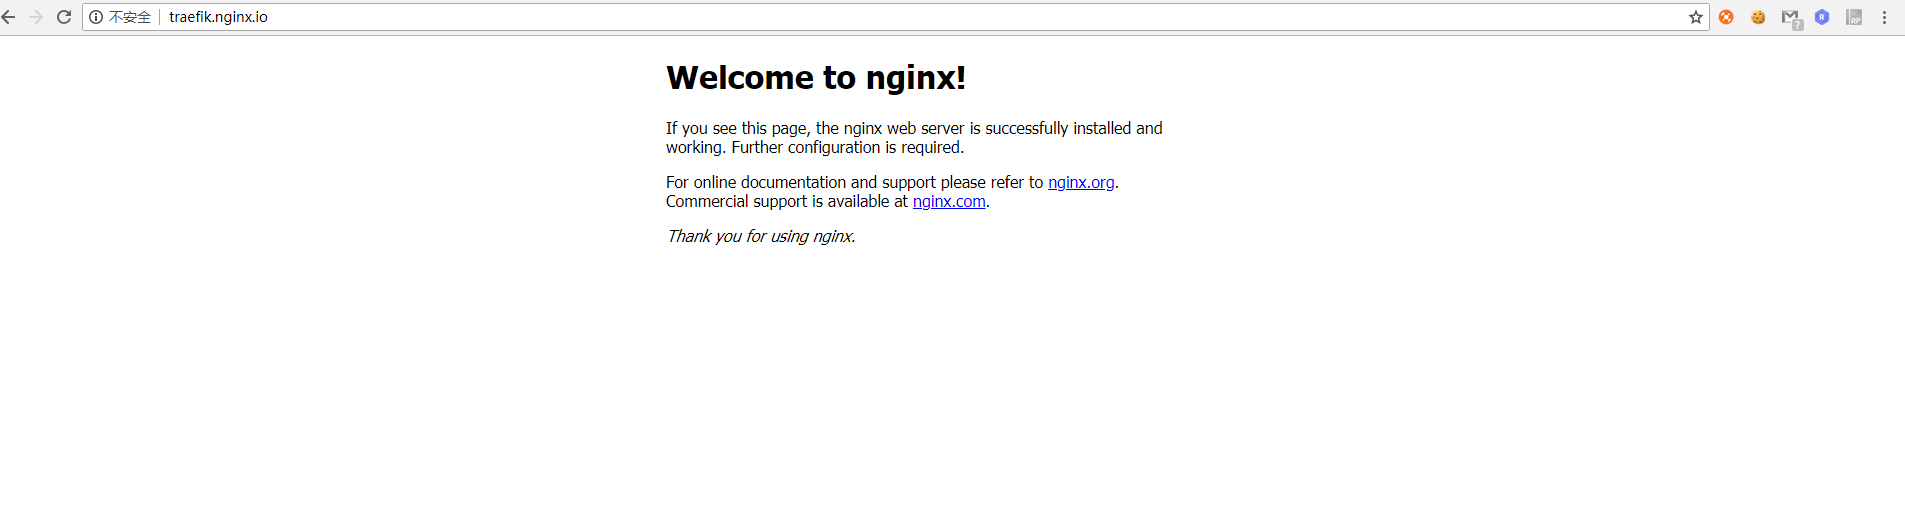 不安全 traefik.nginx.io
Welcome to nginx!
If you see this page, the nginx web server is successfully installed and
working. Further configuration is required.
For online documentation and support please refer to nginx.org.
Commercial support is available at nginx.com.
Thank you for using nginx.
R
?
RP